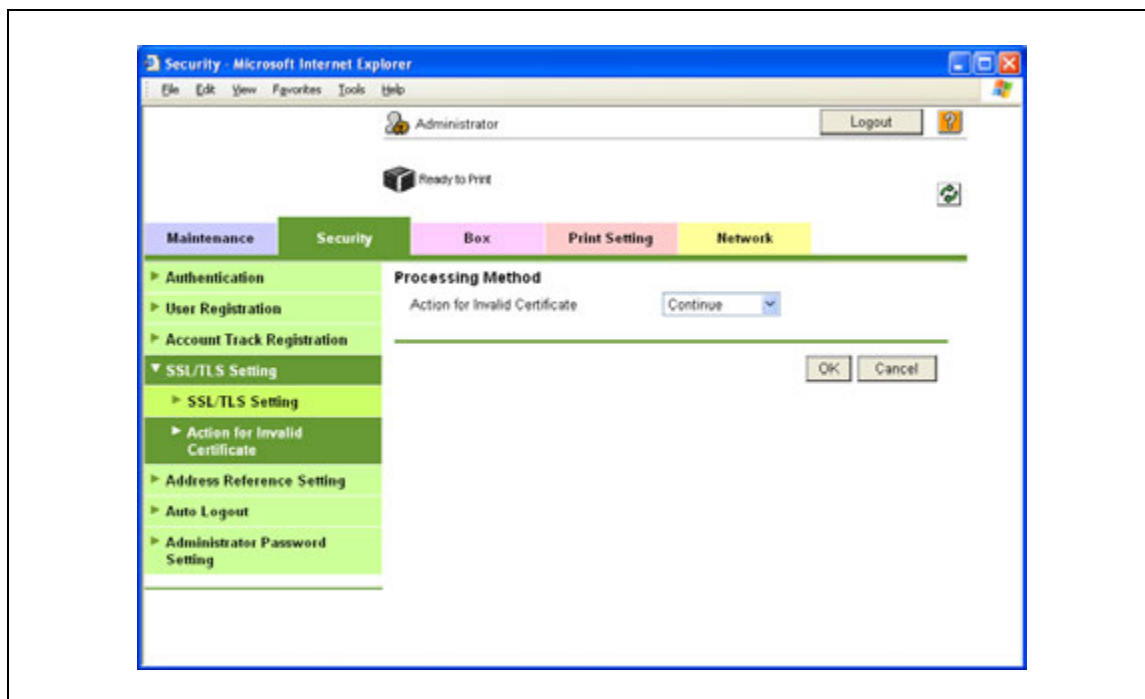 Security - Microsoft Internet Explorer
File Edit View Favorites Tools Help
Administrator
Logout
?
Ready to Print
Maintenance Security Box Print Setting Network
Authentication
User Registration
Account Track Registration
SSL/TLS Setting
SSL/TLS Setting
Action for Invalid
Certificate
Address Reference Setting
Auto Logout
Administrator Password
Setting
Processing Method
Action for Invalid Certificate Continue
OK Cancel